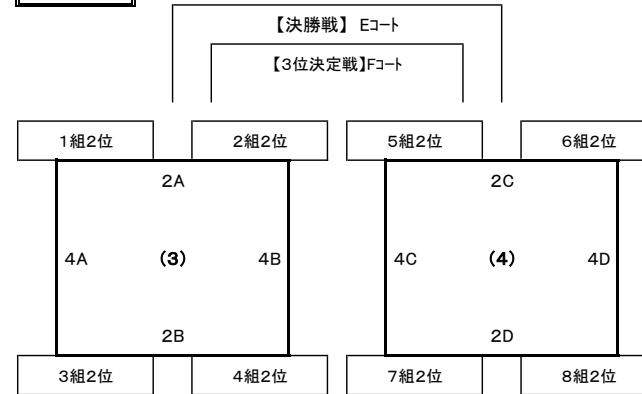 【決勝戦】 Eコート
【3位決定戦】Fコート
1組2位 2組2位 5組2位 6組2位
2A 2C
4A (3) 4B 4C (4) 4D
2B 2D
3組2位 4組2位 7組2位 8組2位